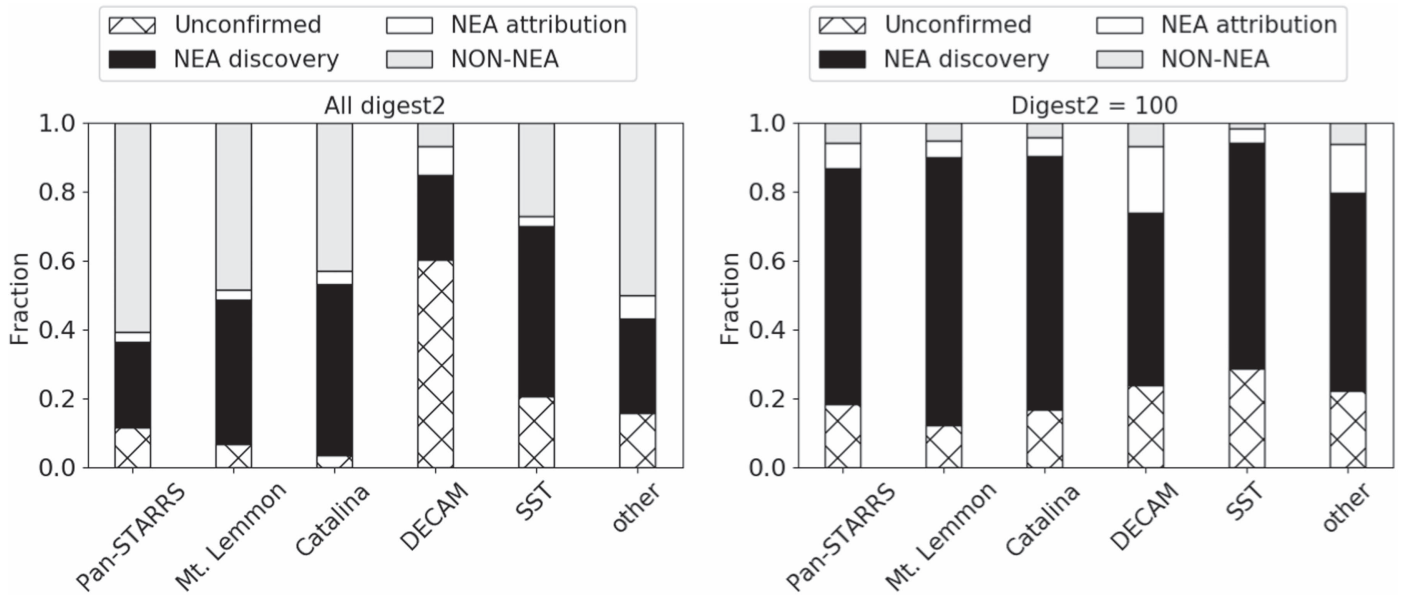 Unconfirmed
NEA attribution
NEA discovery
NON-NEA
All digest2
1.0
0.8
0.6
0.4
0.2
0.0
Fraction
Pan-STARRS
Mt. Lemmon
Catalina
DECAM
SST
other
Unconfirmed
NEA attribution
NEA discovery
NON-NEA
Digest2 = 100
1.0
0.8
0.6
0.4
0.2
0.0
Fraction
Pan-STARRS
Mt. Lemmon
Catalina
DECAM
SST
other